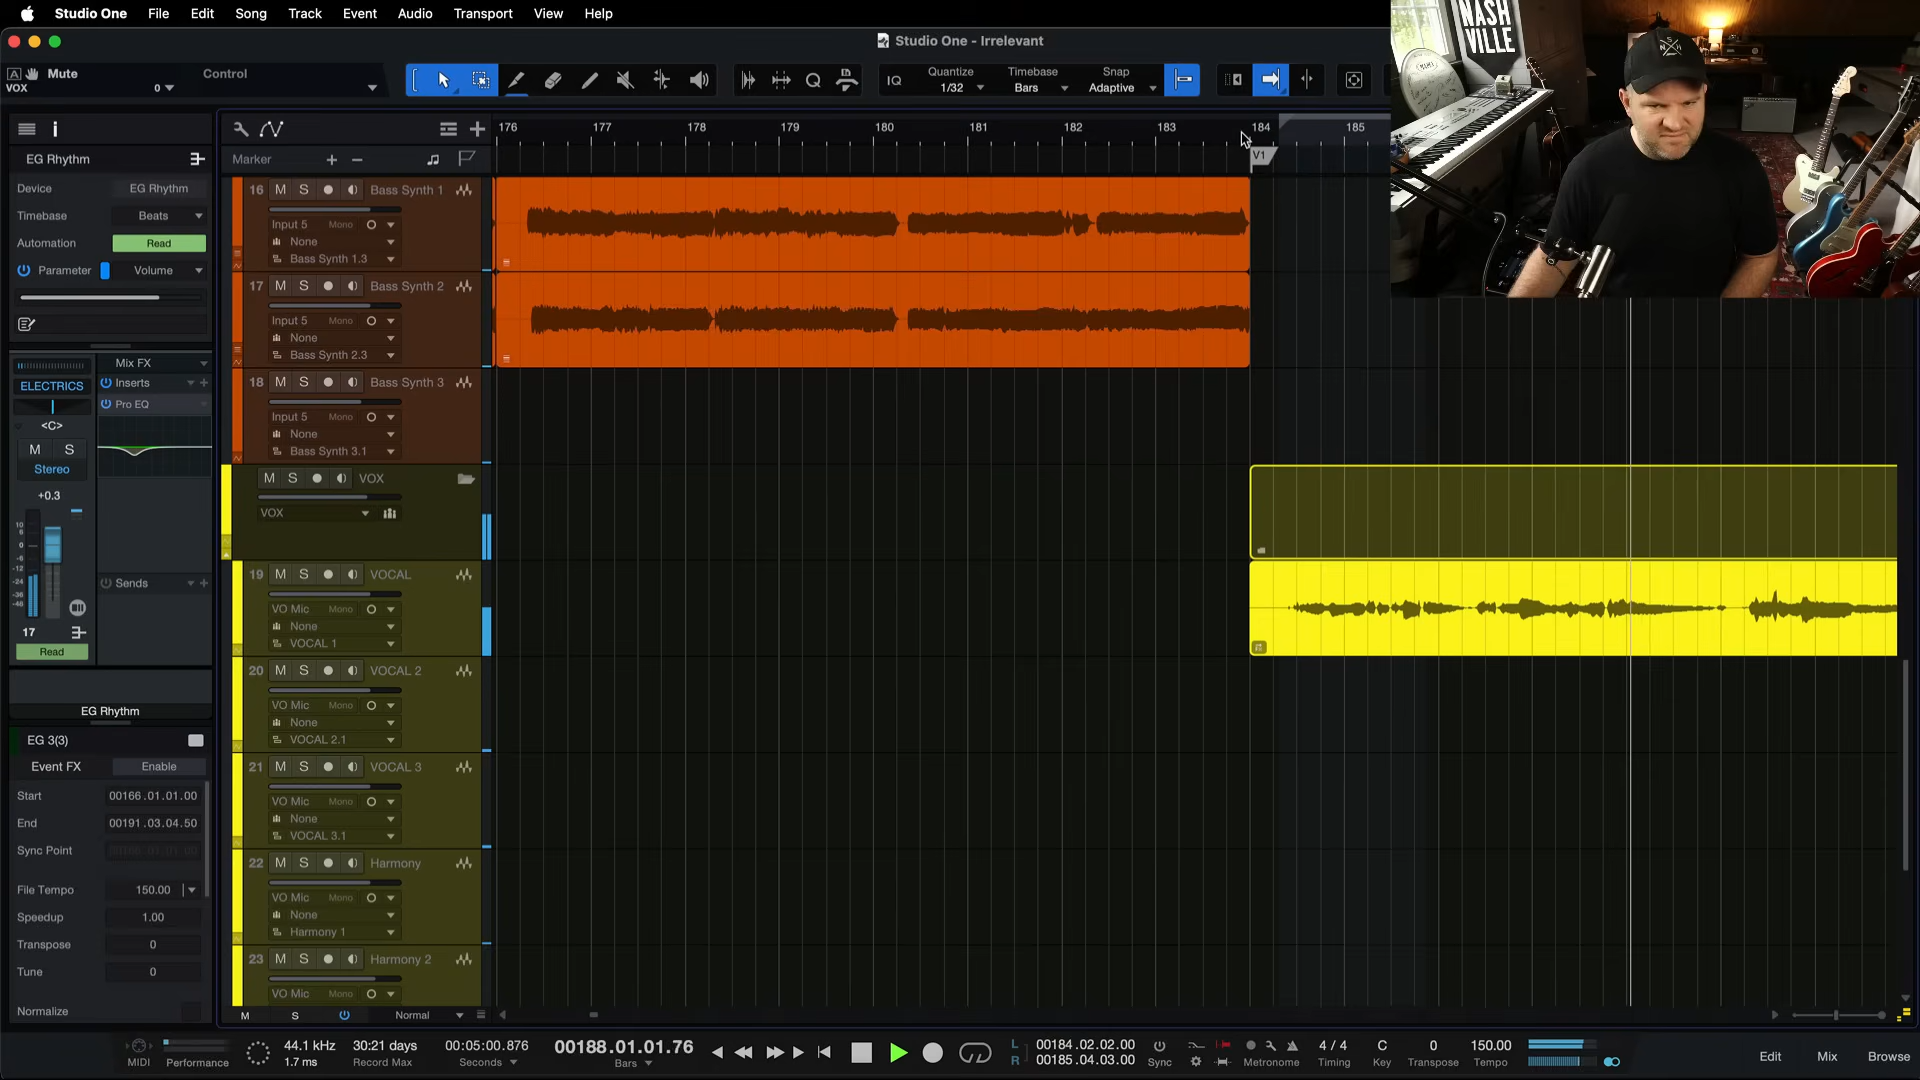 Studio One File Edit Song Track Event Audio Transport View Help
Studio One - Irrelevant
A Mute Control
VOX 0
IQ Quantize 1/32 Timebase Bars Snap Adaptive
NASH
VILLE
i
EG Rhythm
Device EG Rhythm
Timebase Beats
Automation Read
Parameter Volume
Marker
176 177 178 179 180 181 182 183 184 185
V1
16 M S Bass Synth 1
Input 5 Mono
None
Bass Synth 1.3
17 M S Bass Synth 2
Input 5 Mono
None
Bass Synth 2.3
18 M S Bass Synth 3
Input 5 Mono
None
Bass Synth 3.1
M S VOX
VOX
19 M S VOCAL
VO Mic Mono
None
VOCAL 1
20 M S VOCAL 2
VO Mic Mono
None
VOCAL 2.1
21 M S VOCAL 3
VO Mic Mono
None
VOCAL 3.1
22 M S Harmony
VO Mic Mono
None
Harmony 1
23 M S Harmony 2
VO Mic Mono
M S Normal
Mix FX
ELECTRICS
Inserts
Pro EQ
<C>
M S
Stereo
+0.3
10
6
0
-6
-12
-24
-36
-48
Sends
17
Read
EG Rhythm
EG 3(3)
Event FX Enable
Start 00166.01.01.00
End 00191.03.04.50
Sync Point
File Tempo 150.00
Speedup 1.00
Transpose 0
Tune 0
Normalize
MIDI Performance
44.1 kHz
1.7 ms
30:21 days
Record Max
00:05:00.876
Seconds
00188.01.01.76
Bars
L 00184.02.02.00
R 00185.04.03.00
Sync
Metronome
4 / 4
Timing
C
Key
0
Transpose
150.00
Tempo
Edit Mix Browse